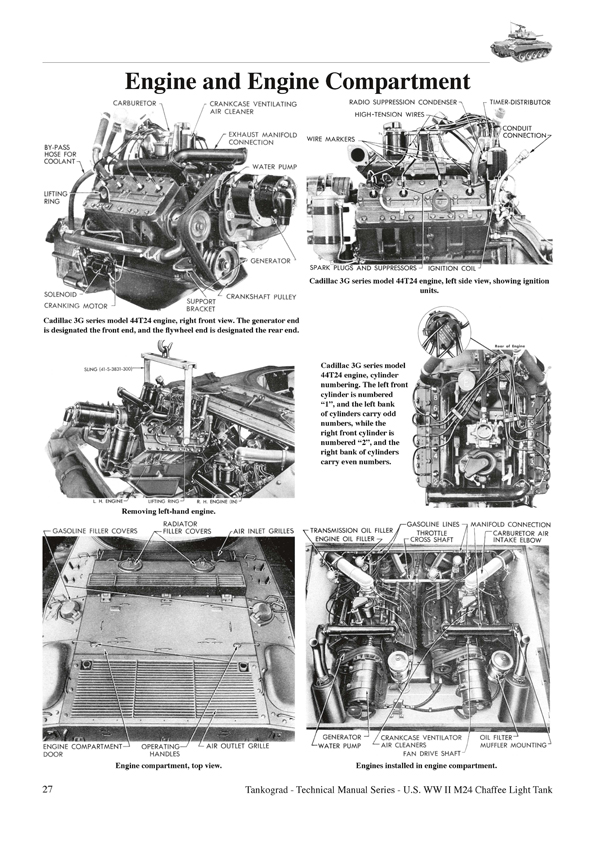 Engine and Engine Compartment
CARBURETOR
CRANKCASE VENTILATING
AIR CLEANER
BY-PASS
HOSE FOR
COOLANT
EXHAUST MANIFOLD
CONNECTION
WATER PUMP
LIFTING
RING
GENERATOR
SOLENOID
CRANKING MOTOR
SUPPORT
BRACKET
CRANKSHAFT PULLEY
Cadillac 3G series model 44T24 engine, right front view. The generator end
is designated the front end, and the flywheel end is designated the rear end.
RADIO SUPPRESSION CONDENSER
TIMER-DISTRIBUTOR
HIGH-TENSION WIRES
WIRE MARKERS
CONDUIT
CONNECTION
SPARK PLUGS AND SUPPRESSORS
IGNITION COIL
Cadillac 3G series model 44T24 engine, left side view, showing ignition
units.
SLING (41-S-3831-500)
L. H. ENGINE
LIFTING RING
R. H. ENGINE (IN)
Removing left-hand engine.
Cadillac 3G series model
44T24 engine, cylinder
numbering. The left front
cylinder is numbered
“1”, and the left bank
of cylinders carry odd
numbers, while the
right front cylinder is
numbered “2”, and the
right bank of cylinders
carry even numbers.
Rear of Engine
GASOLINE FILLER COVERS
RADIATOR
FILLER COVERS
AIR INLET GRILLES
ENGINE COMPARTMENT
DOOR
OPERATING
HANDLES
AIR OUTLET GRILLE
Engine compartment, top view.
TRANSMISSION OIL FILLER
ENGINE OIL FILLER
GASOLINE LINES
THROTTLE
CROSS SHAFT
MANIFOLD CONNECTION
CARBURETOR AIR
INTAKE ELBOW
GENERATOR
WATER PUMP
CRANKCASE VENTILATOR
AIR CLEANERS
FAN DRIVE SHAFT
OIL FILTER
MUFFLER MOUNTING
Engines installed in engine compartment.
27
Tankograd - Technical Manual Series - U.S. WW II M24 Chaffee Light Tank